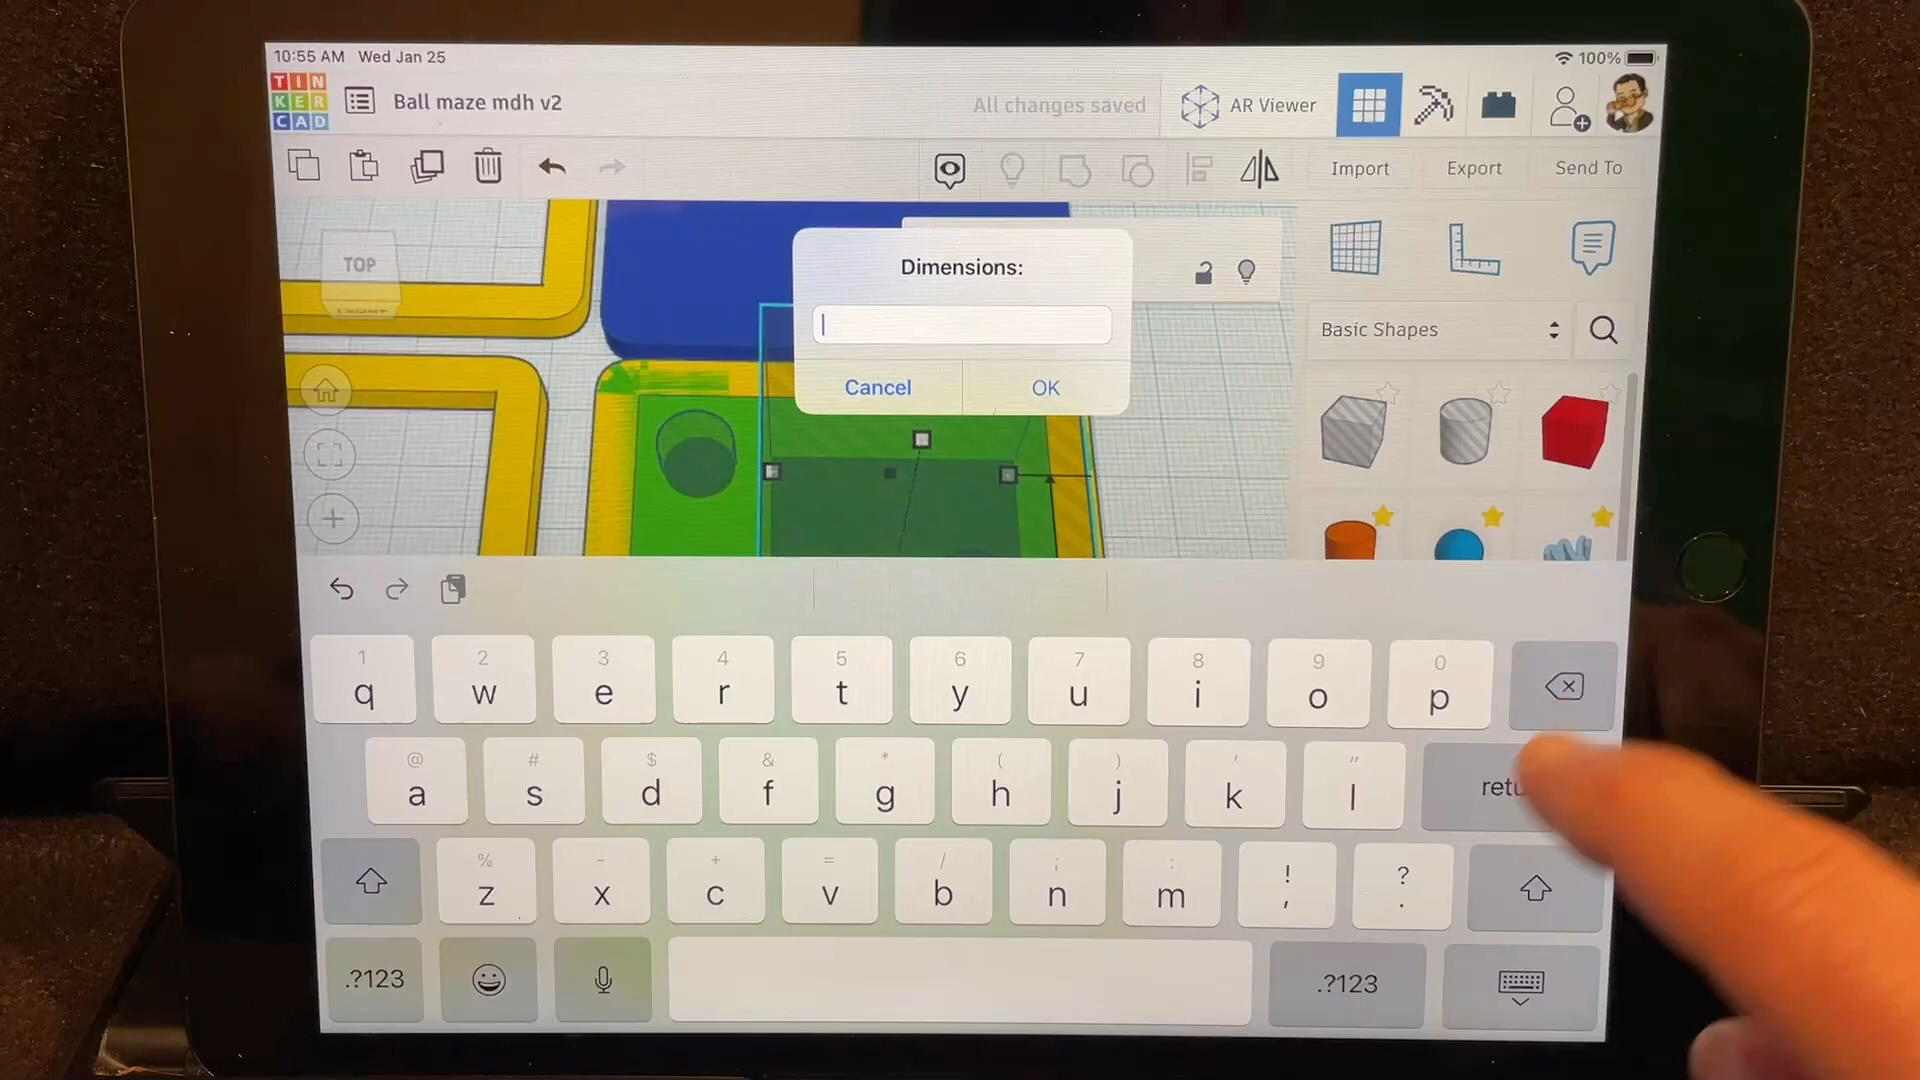 10:55 AM Wed Jan 25
100%
TIN
KER
CAD
Ball maze mdh v2
All changes saved
AR Viewer
Import
Export
Send To
TOP
Dimensions:
Cancel
OK
Basic Shapes
1 2 3 4 5 6 7 8 9 0
q w e r t y u i o p
@ # $ & * ( ) ' "
a s d f g h j k l
retu
% - + = / ; : ! ?
z x c v b n m , .
.?123
.?123